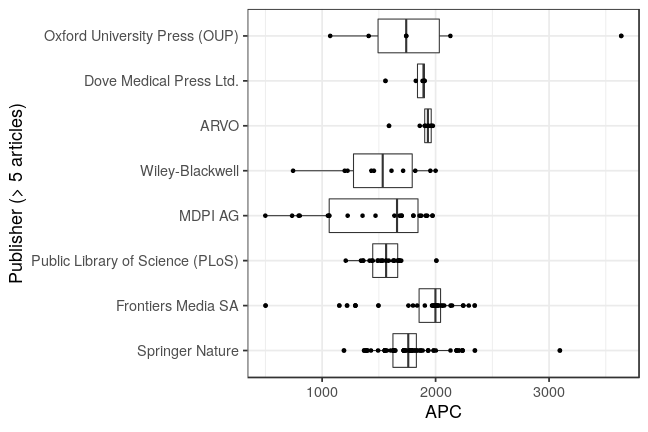 Publisher (> 5 articles)
Oxford University Press (OUP)
Dove Medical Press Ltd.
ARVO
Wiley-Blackwell
MDPI AG
Public Library of Science (PLoS)
Frontiers Media SA
Springer Nature
1000 2000 3000
APC